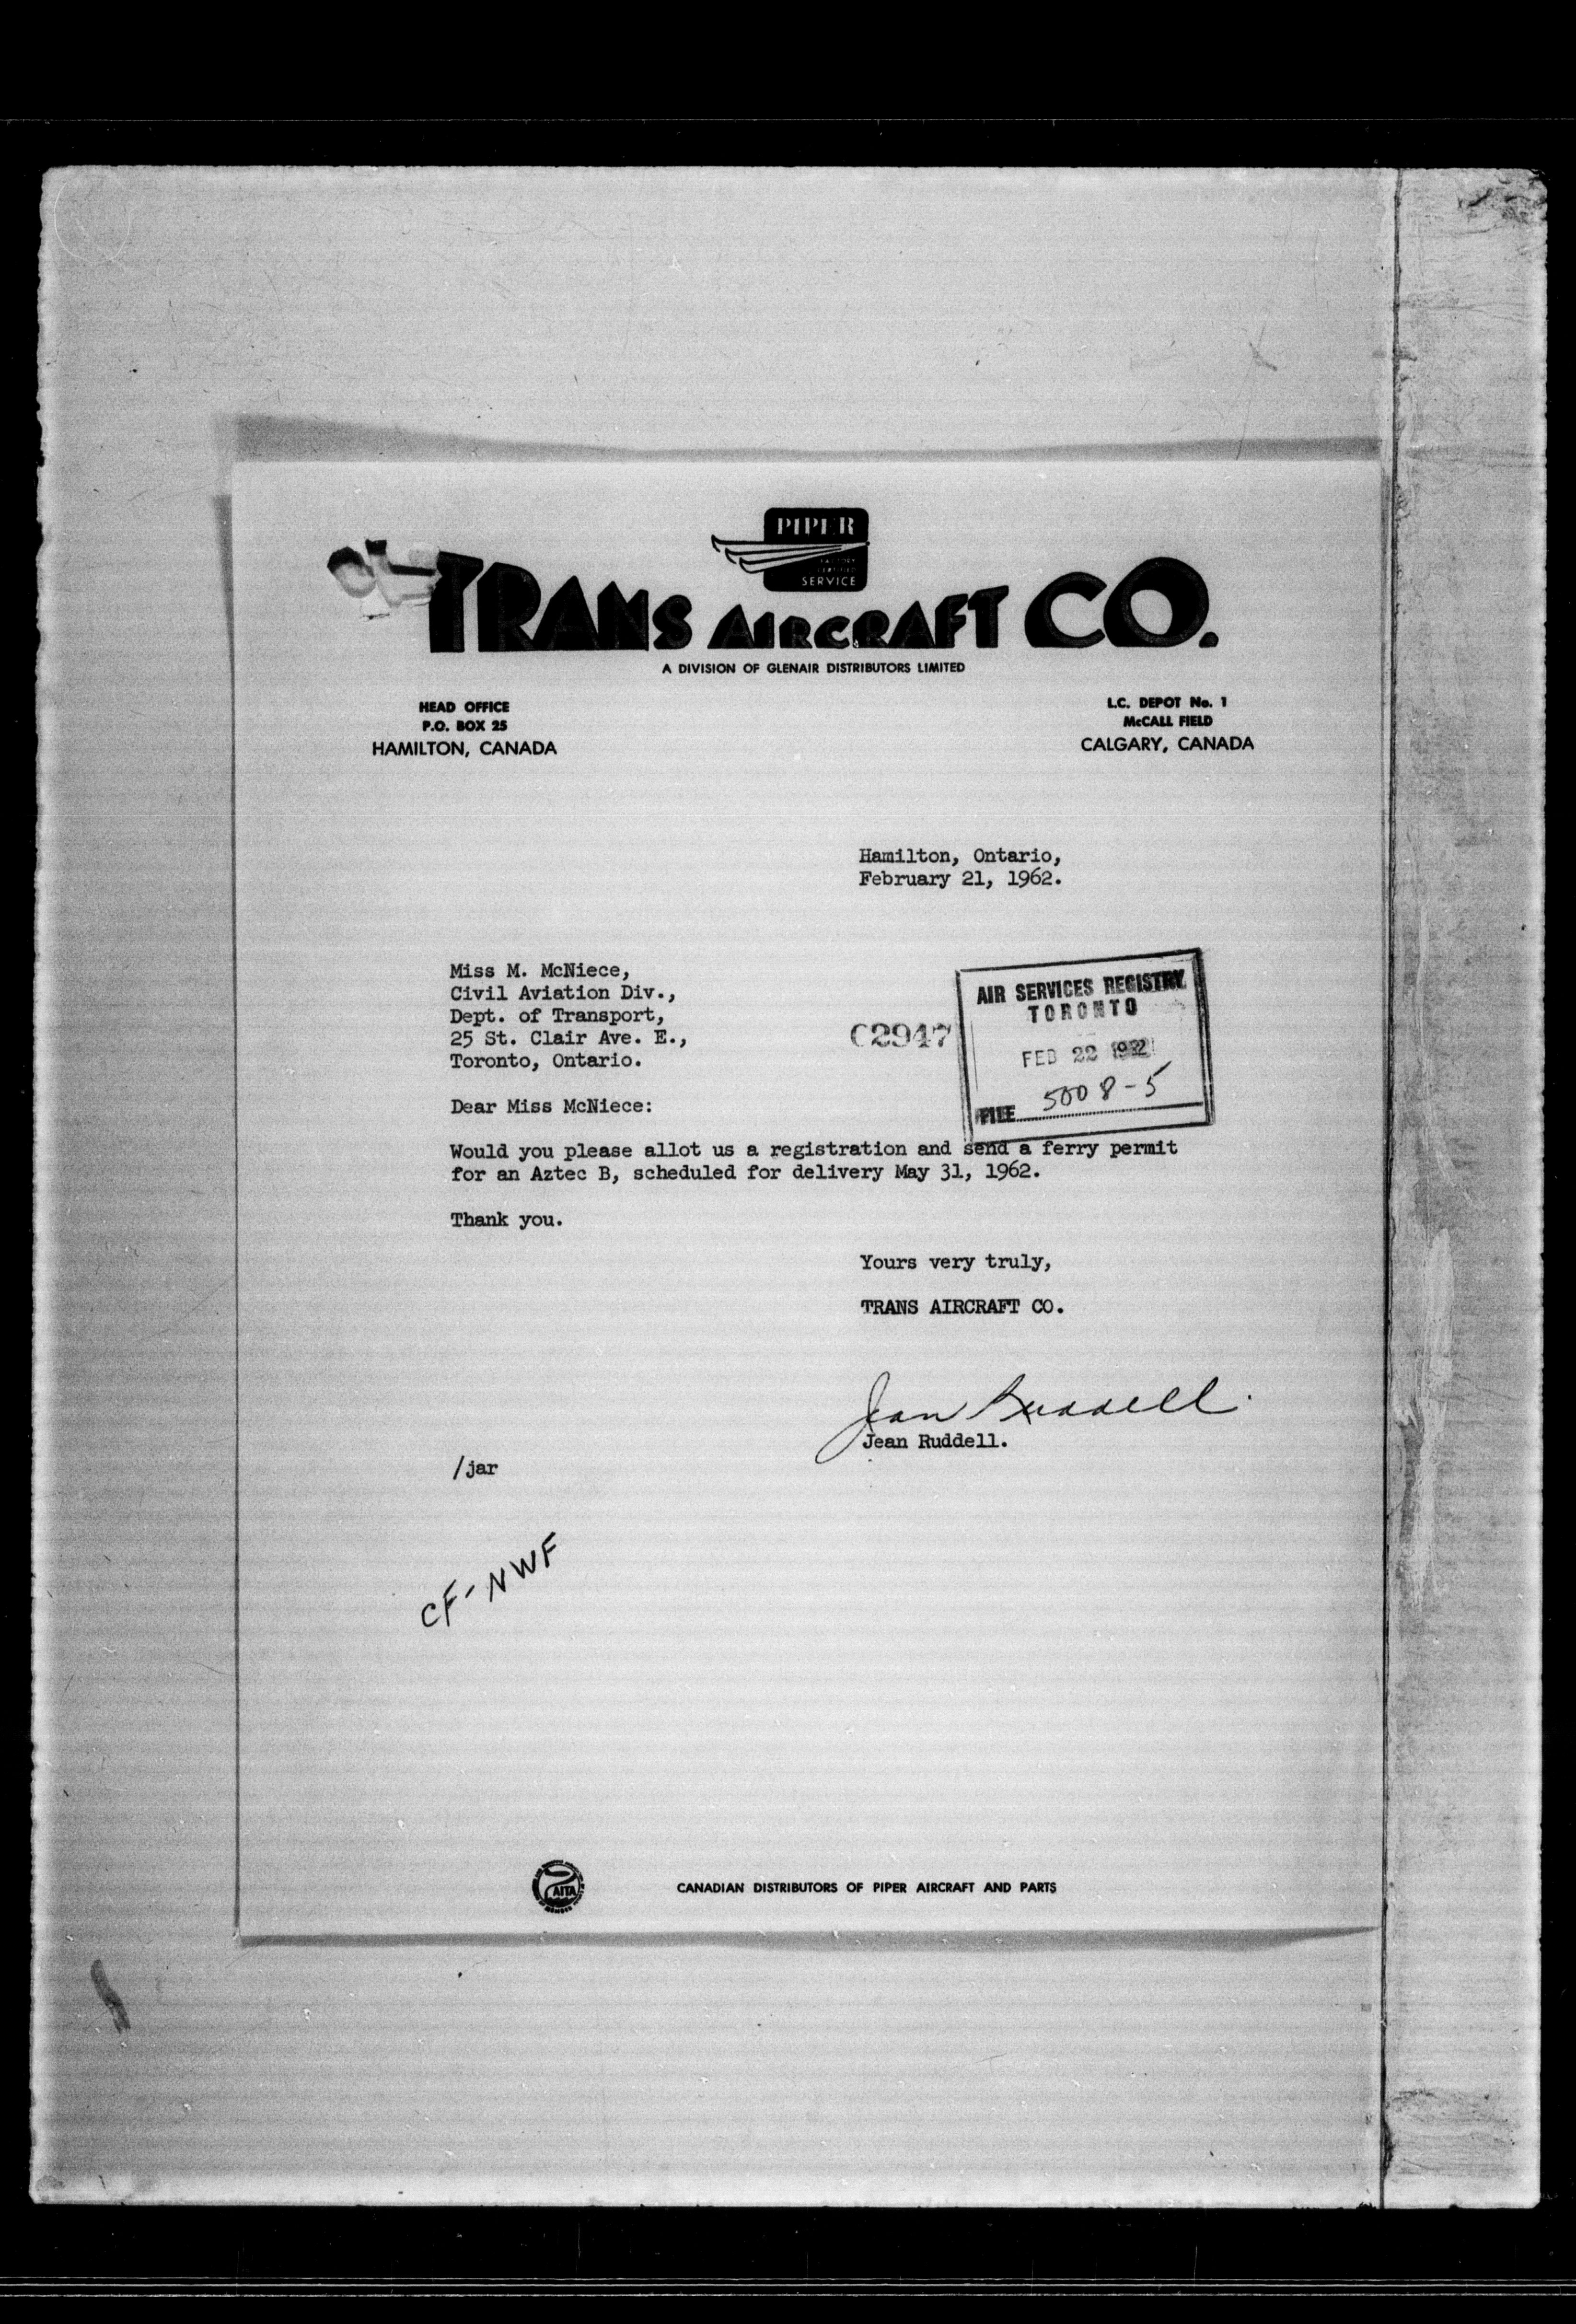 PIPER
FACTORY
CERTIFIED
SERVICE
TRANS AIRCRAFT CO.
A DIVISION OF GLENAIR DISTRIBUTORS LIMITED
HEAD OFFICE
P.O. BOX 25
HAMILTON, CANADA
L.C. DEPOT No. 1
McCALL FIELD
CALGARY, CANADA
Hamilton, Ontario,
February 21, 1962.
Miss M. McNiece,
Civil Aviation Div.,
Dept. of Transport,
25 St. Clair Ave. E.,
Toronto, Ontario.
C2947
AIR SERVICES REGISTRY
TORONTO
FEB 22 1962
FILE 5008-5
Dear Miss McNiece:
Would you please allot us a registration and send a ferry permit
for an Aztec B, scheduled for delivery May 31, 1962.
Thank you.
Yours very truly,
TRANS AIRCRAFT CO.
Jean Ruddell.
Jean Ruddell.
/jar
CF-NWF
AITA
MEMBER
CANADIAN DISTRIBUTORS OF PIPER AIRCRAFT AND PARTS